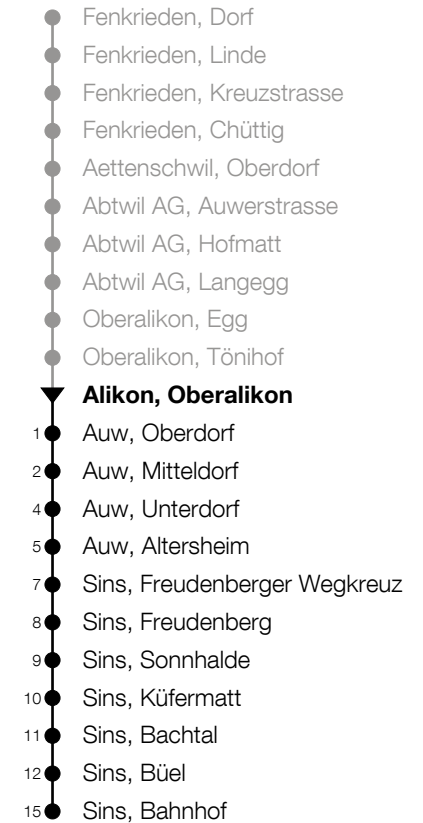 Fenkrieden, Dorf
Fenkrieden, Linde
Fenkrieden, Kreuzstrasse
Fenkrieden, Chüttig
Aettenschwil, Oberdorf
Abtwil AG, Auwerstrasse
Abtwil AG, Hofmatt
Abtwil AG, Langegg
Oberalikon, Egg
Oberalikon, Tönihof
Alikon, Oberalikon
1 Auw, Oberdorf
2 Auw, Mitteldorf
4 Auw, Unterdorf
5 Auw, Altersheim
7 Sins, Freudenberger Wegkreuz
8 Sins, Freudenberg
9 Sins, Sonnhalde
10 Sins, Küfermatt
11 Sins, Bachtal
12 Sins, Büel
15 Sins, Bahnhof